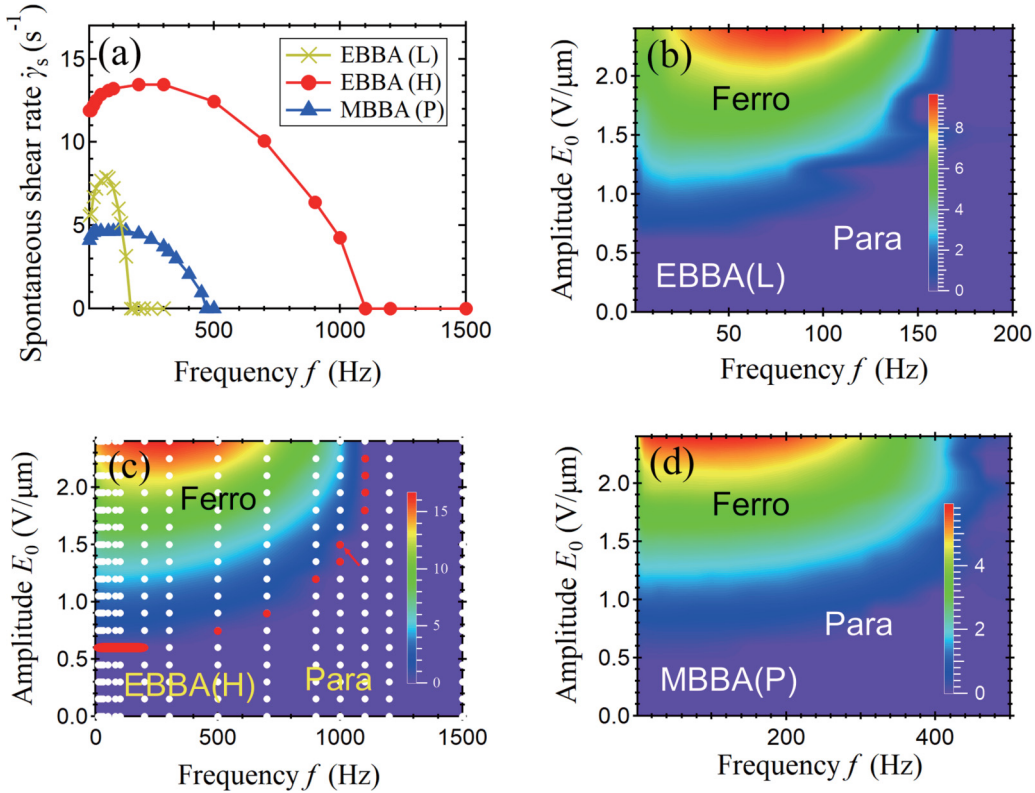 (a)
Spontaneous shear rate γ̇s (s⁻¹)
15
10
5
0
EBBA (L)
EBBA (H)
MBBA (P)
0 500 1000 1500
Frequency f (Hz)
(b)
Amplitude E₀ (V/μm)
2.0
1.5
1.0
0.5
0.0
Ferro
Para
EBBA(L)
8
6
4
2
0
50 100 150 200
Frequency f (Hz)
(c)
Amplitude E₀ (V/μm)
2.0
1.5
1.0
0.5
0.0
Ferro
EBBA(H)
Para
15
10
5
0
0 500 1000 1500
Frequency f (Hz)
(d)
Amplitude E₀ (V/μm)
2.0
1.5
1.0
0.5
0.0
Ferro
Para
MBBA(P)
4
2
0
200 400
Frequency f (Hz)